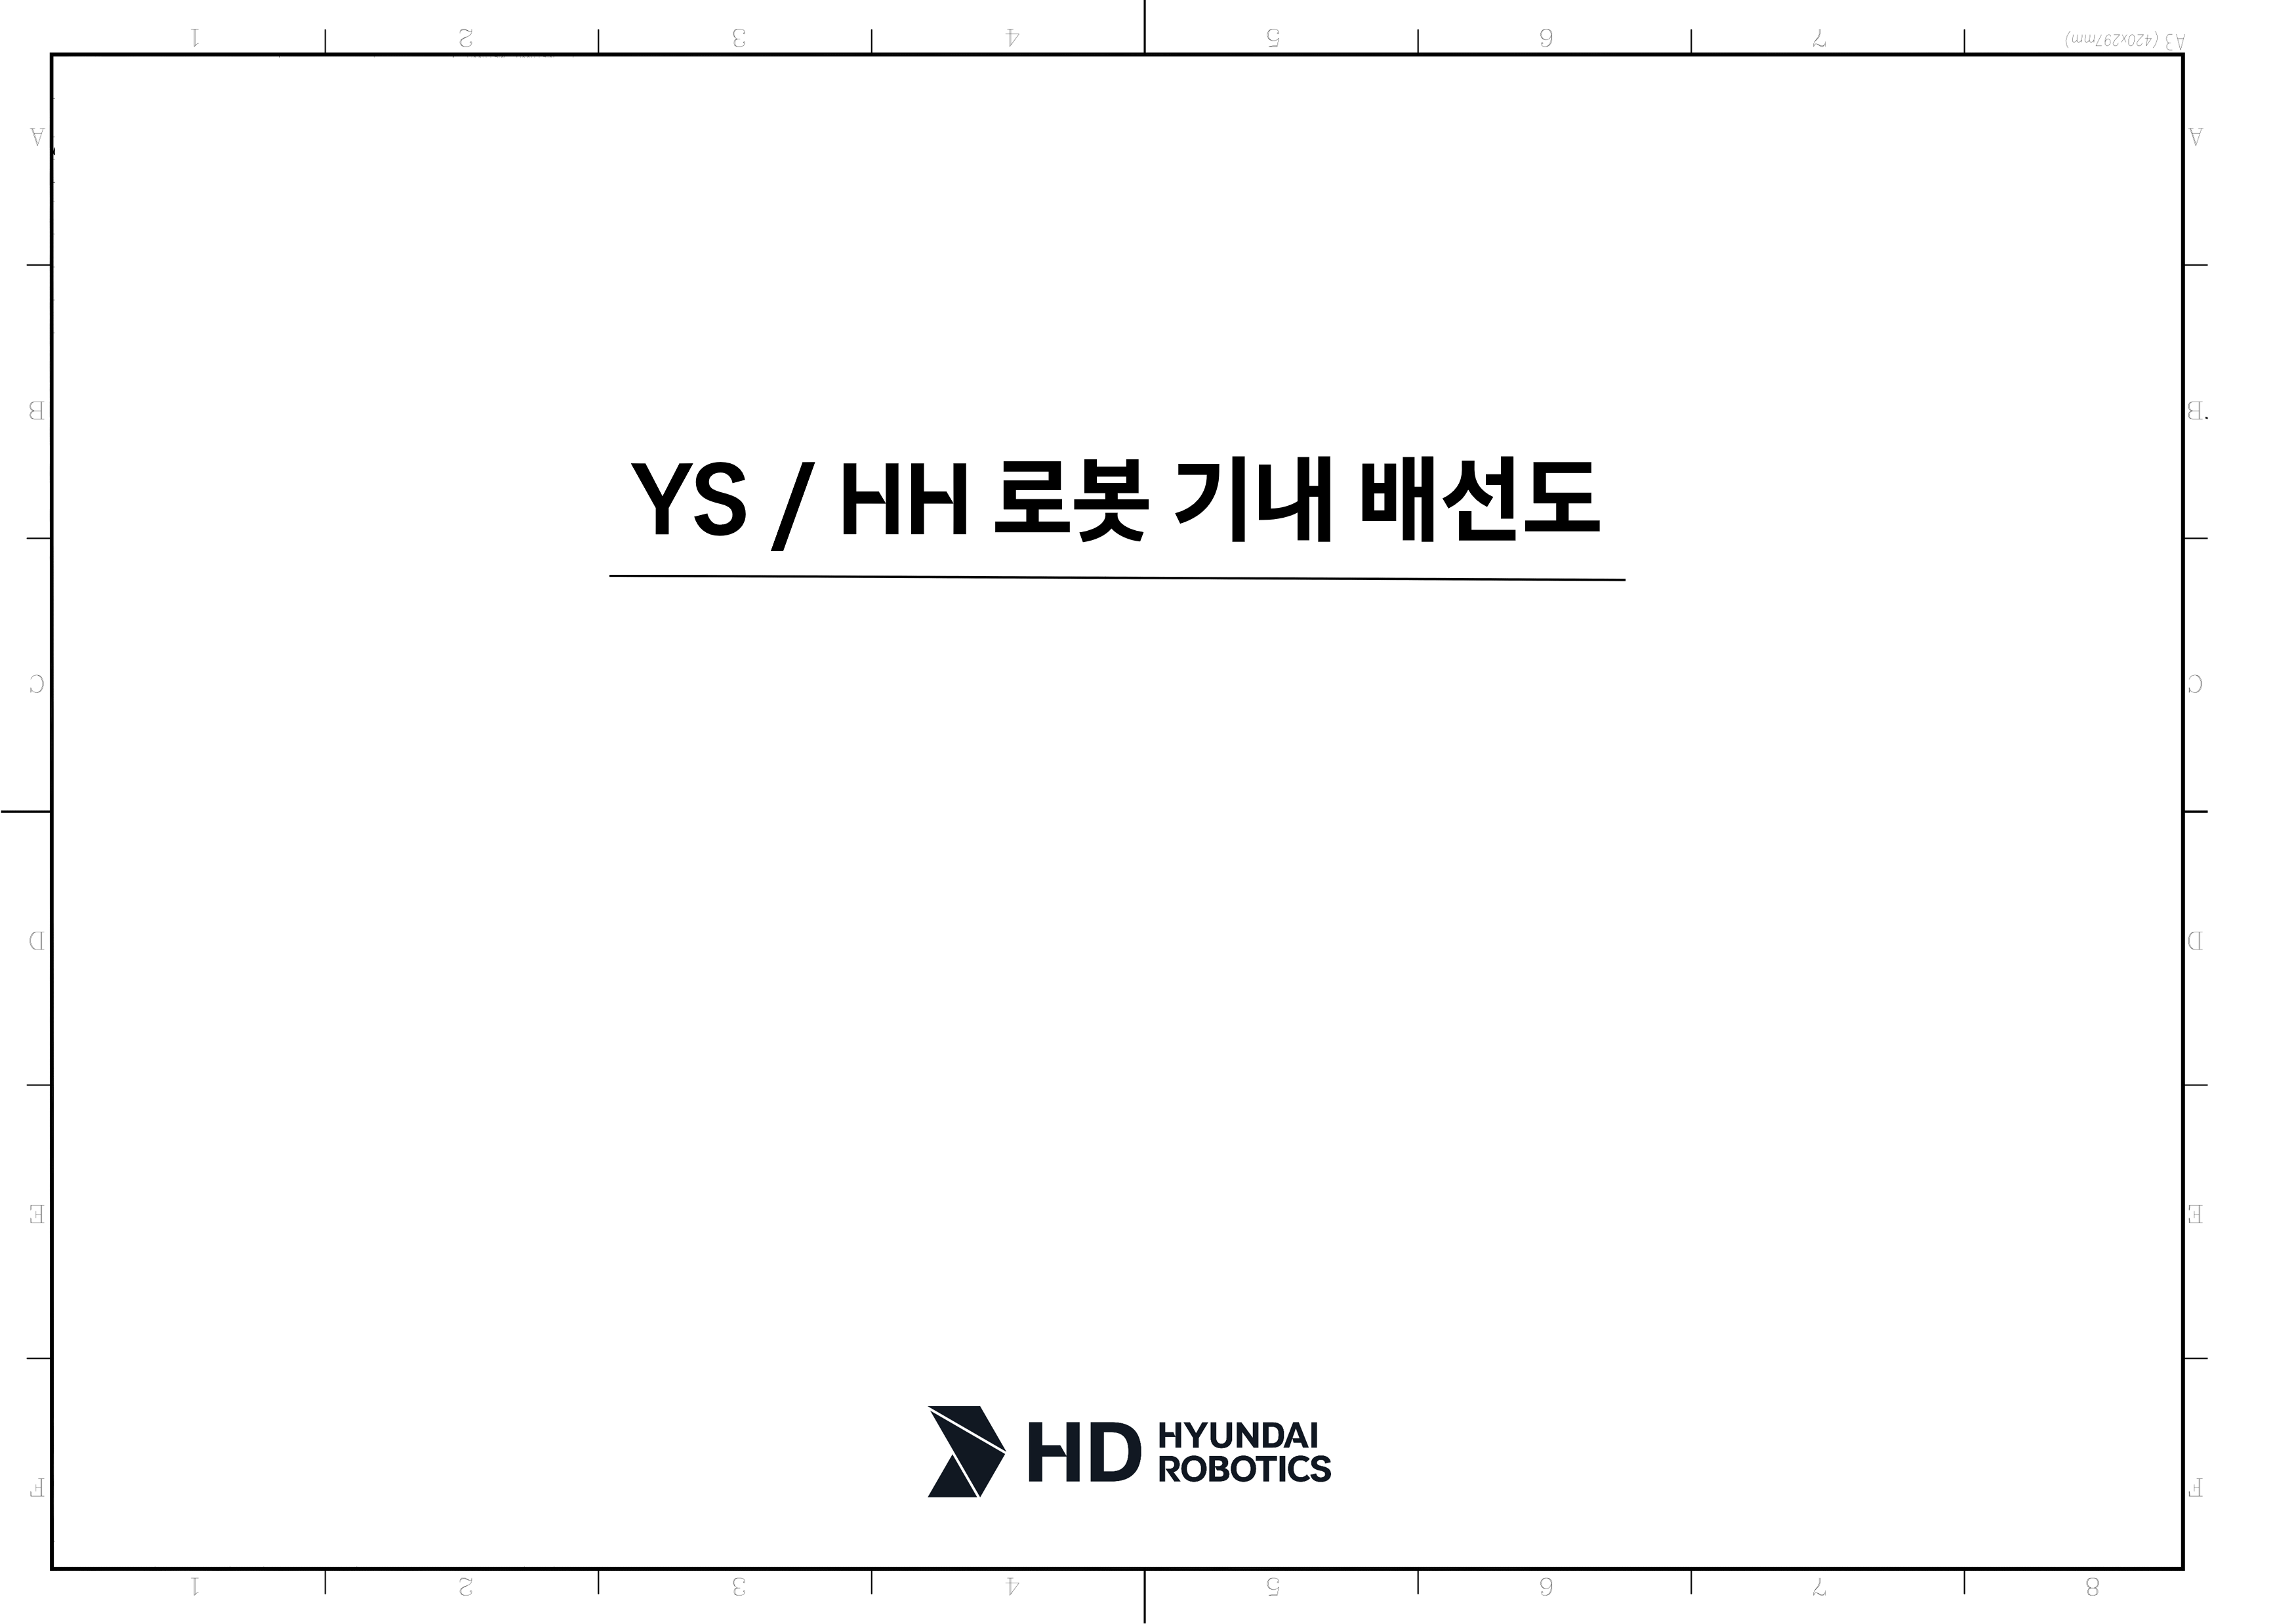 1 2 3 4 5 6 7 A3 (420x297mm)
A A
B B
YS / HH 로봇 기내 배선도
C C
D D
E E
HD HYUNDAI
ROBOTICS
F F
1 2 3 4 5 6 7 8